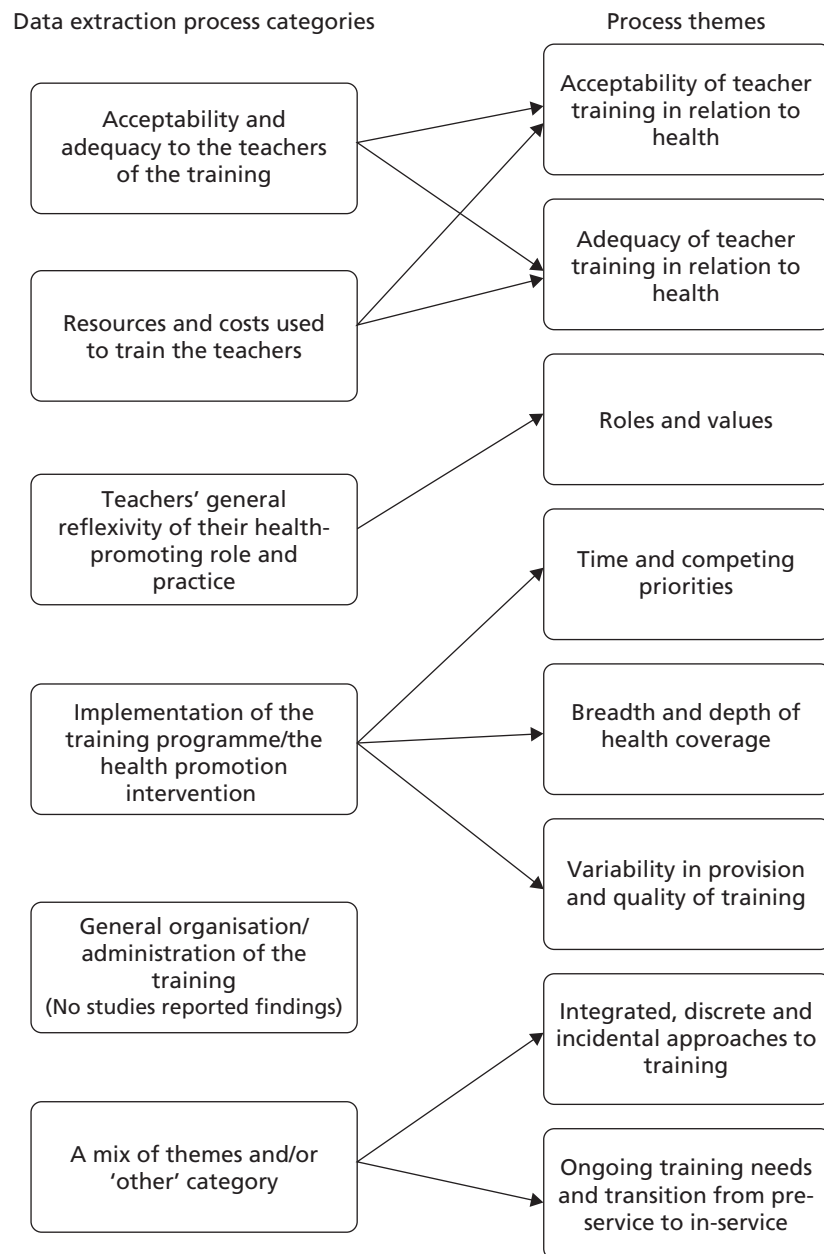 Data extraction process categories
Process themes
Acceptability and
adequacy to the teachers
of the training
Resources and costs used
to train the teachers
Teachers’ general
reflexivity of their health-
promoting role and
practice
Implementation of the
training programme/the
health promotion
intervention
General organisation/
administration of the
training
(No studies reported findings)
A mix of themes and/or
‘other’ category
Acceptability of teacher
training in relation to
health
Adequacy of teacher
training in relation to
health
Roles and values
Time and competing
priorities
Breadth and depth of
health coverage
Variability in provision
and quality of training
Integrated, discrete and
incidental approaches to
training
Ongoing training needs
and transition from pre-
service to in-service